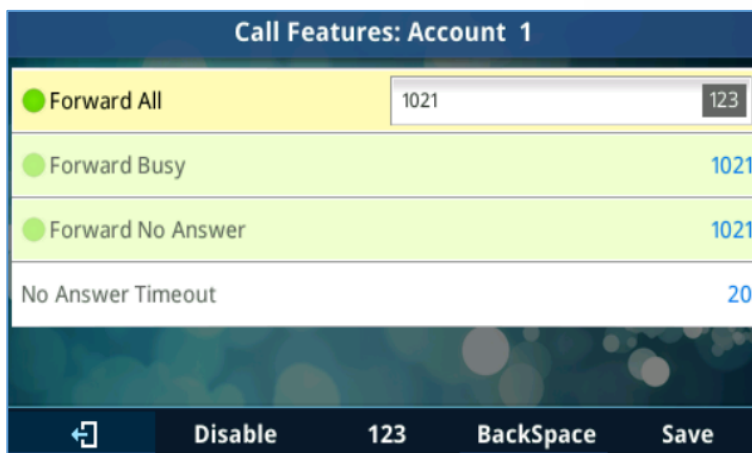 Call Features: Account 1
Forward All 1021 123
Forward Busy 1021
Forward No Answer 1021
No Answer Timeout 20
Disable 123 BackSpace Save